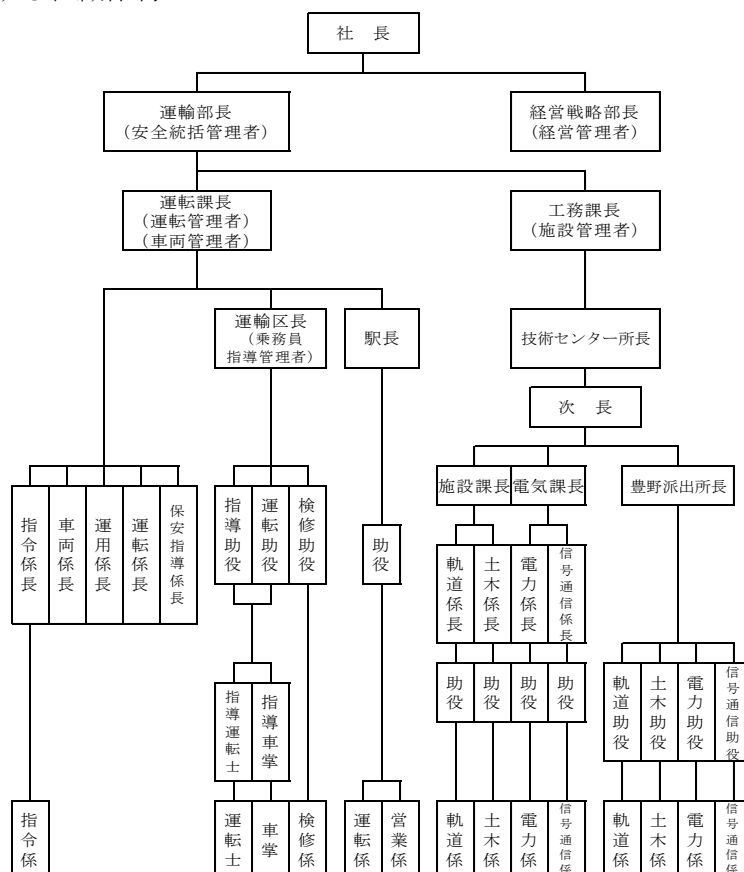 社 長
運輸部長
（安全統括管理者）
経営戦略部長
（経営管理者）
運転課長
（運転管理者）
（車両管理者）
工務課長
（施設管理者）
運輸区長
（乗務員
指導管理者）
駅長
技術センター所長
次 長
施設課長
電気課長
豊野派出所長
指令係長
車両係長
運用係長
運転係長
保安指導係長
指導助役
運転助役
検修助役
助役
軌道係長
土木係長
電力係長
信号通信係長
助役
助役
助役
助役
軌道助役
土木助役
電力助役
信号通信助役
指導運転士
指導車掌
指令係
運転士
車掌
検修係
運転係
営業係
軌道係
土木係
電力係
信号通信係
軌道係
土木係
電力係
信号通信係